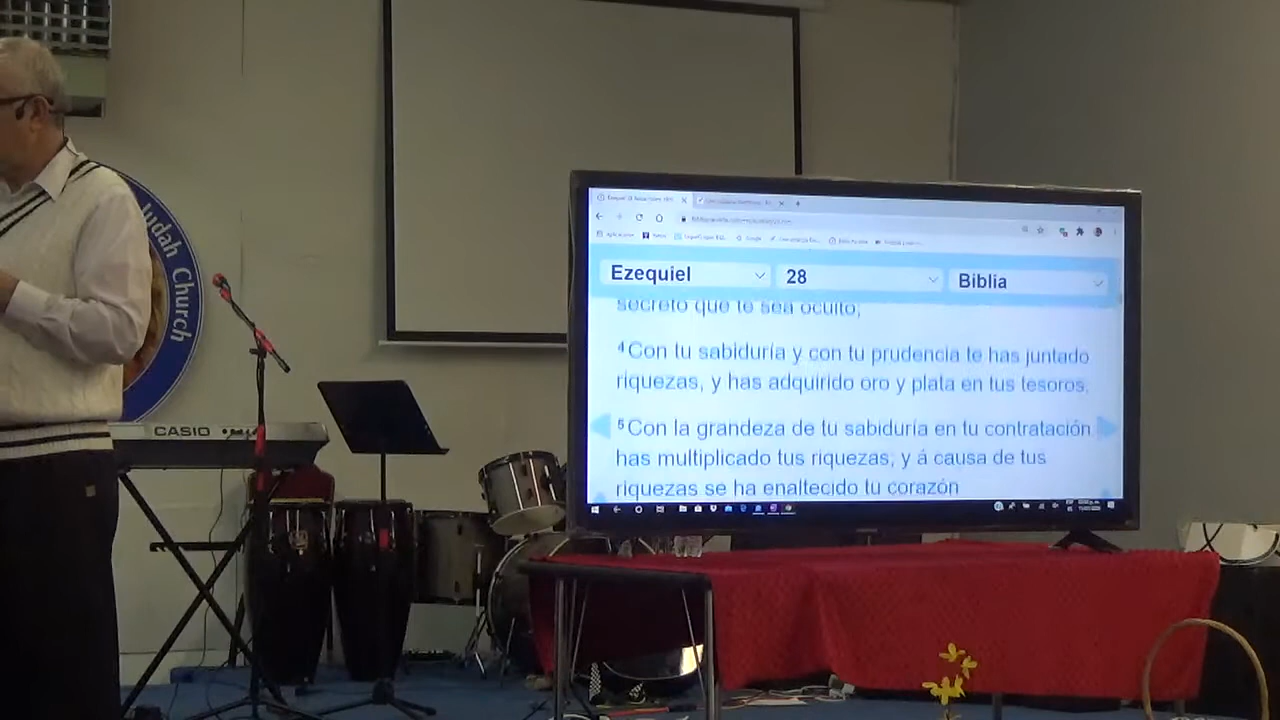 Judah Church
CASIO
Ezequiel
28
Biblia
secreto que te sea oculto;
4 Con tu sabiduría y con tu prudencia te has juntado
riquezas, y has adquirido oro y plata en tus tesoros.
5 Con la grandeza de tu sabiduría en tu contratación
has multiplicado tus riquezas; y á causa de tus
riquezas se ha enaltecido tu corazón